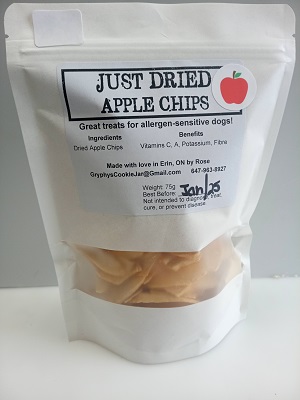 JUST DRIED
APPLE CHIPS
Great treats for allergen-sensitive dogs!
Ingredients Benefits
Dried Apple Chips Vitamins C, A, Potassium, Fibre
Made with love in Erin, ON by Rose
GryphysCookieJar@Gmail.com 647-963-8927
Weight: 75g
Best Before: Jan/25
Not intended to diagnose, treat,
cure, or prevent disease